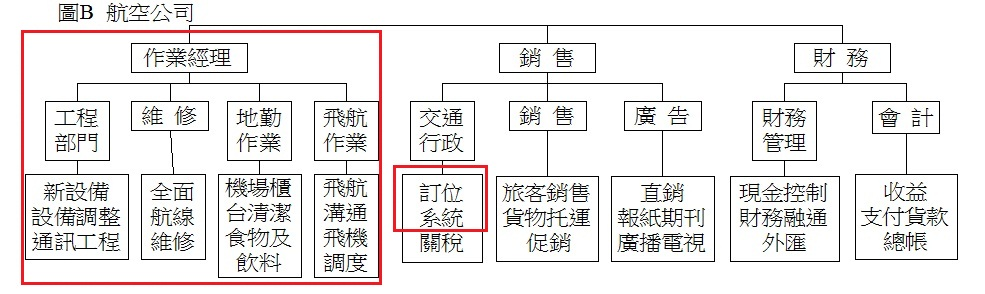 圖B 航空公司
作業經理
銷 售
財 務
工程
部門
維 修
地勤
作業
飛航
作業
交通
行政
銷 售
廣 告
財務
管理
會 計
新設備
設備調整
通訊工程
全面
航線
維修
機場櫃
台清潔
食物及
飲料
飛航
溝通
飛機
調度
訂位
系統
關稅
旅客銷售
貨物托運
促銷
直銷
報紙期刊
廣播電視
現金控制
財務融通
外匯
收益
支付貨款
總帳